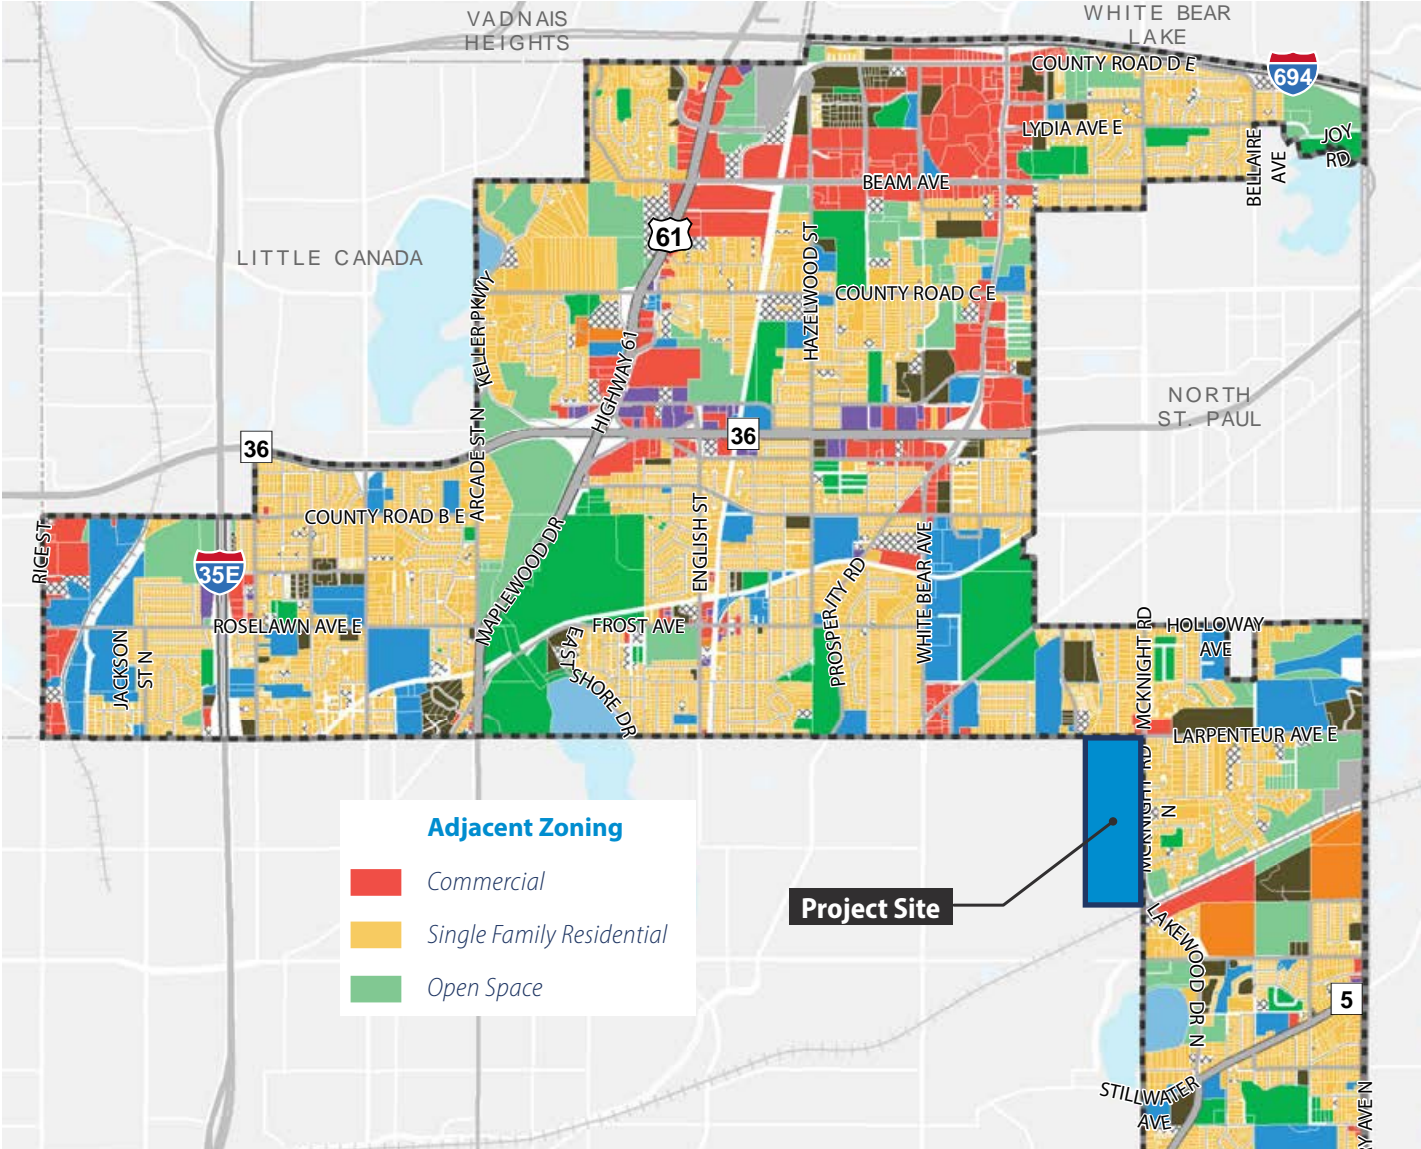 VADNAIS
HEIGHTS
WHITE BEAR
LAKE
COUNTY ROAD D E
694
LYDIA AVE E
JOY
RD
BELLAIRE
AVE
BEAM AVE
61
LITTLE CANADA
KELLER PKWY
HAZELWOOD ST
COUNTY ROAD C E
HIGHWAY 61
NORTH
ST. PAUL
36
36
ARCADE ST N
COUNTY ROAD B E
RICE ST
35E
MAPLEWOOD DR
ENGLISH ST
PROSPERITY RD
WHITE BEAR AVE
ROSELAWN AVE E
FROST AVE
JACKSON
ST N
EAST SHORE DR
MCKNIGHT RD
HOLLOWAY
AVE
LARPENTEUR AVE E
MCKNIGHT RD
N
Adjacent Zoning
Commercial
Single Family Residential
Open Space
Project Site
LAKEWOOD DR N
5
STILLWATER
AVE
Y AVE N